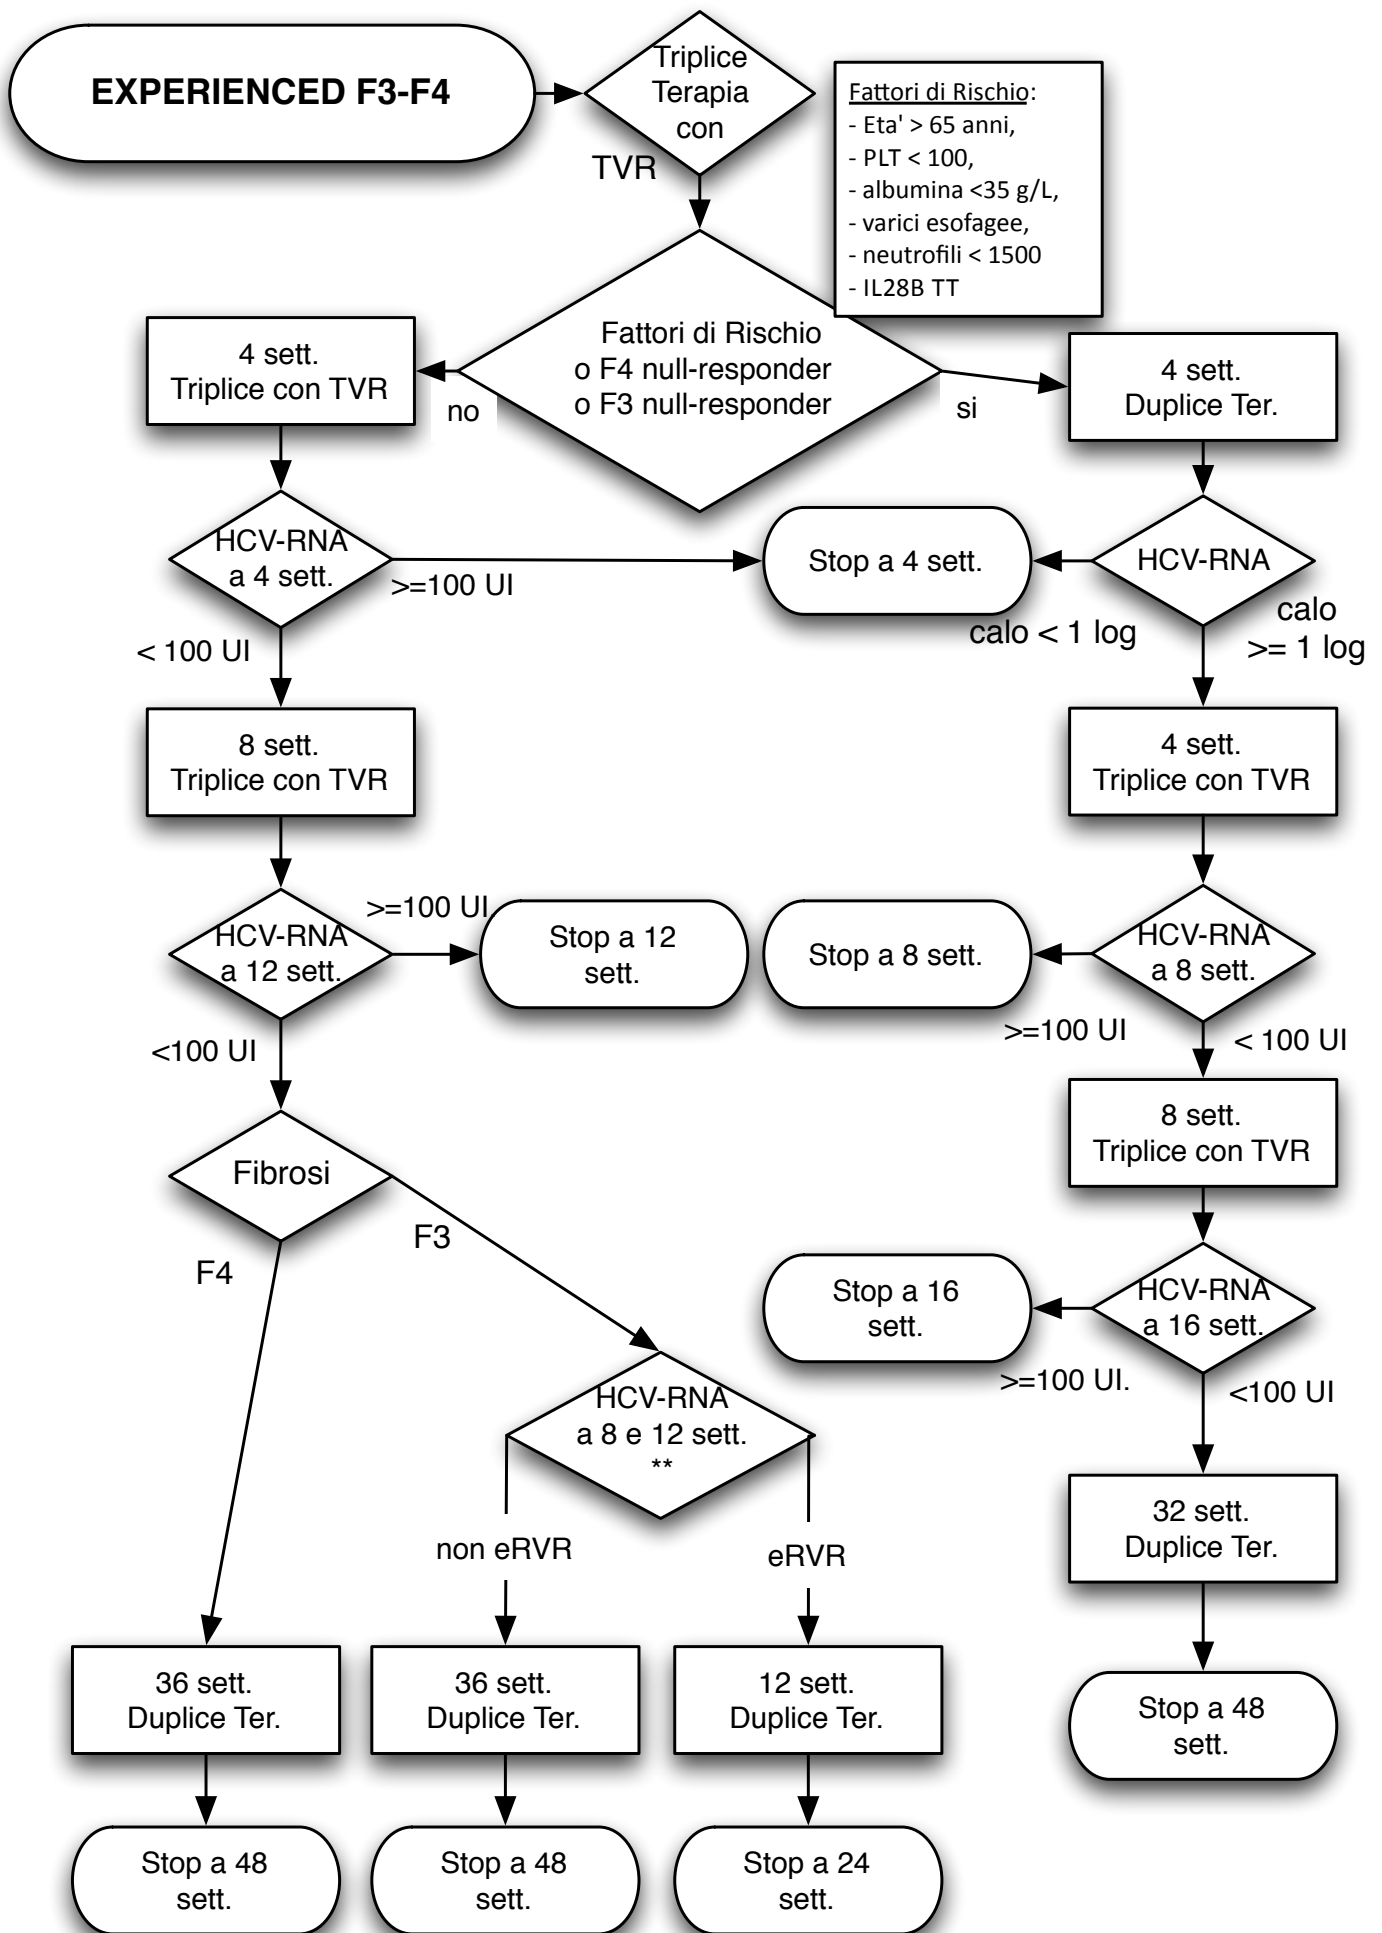 EXPERIENCED F3-F4
Triplice
Terapia
con
TVR
Fattori di Rischio:
- Eta' > 65 anni,
- PLT < 100,
- albumina <35 g/L,
- varici esofagee,
- neutrofili < 1500
- IL28B TT
Fattori di Rischio
o F4 null-responder
o F3 null-responder
no
si
4 sett.
Triplice con TVR
4 sett.
Duplice Ter.
HCV-RNA
a 4 sett.
>=100 UI
< 100 UI
Stop a 4 sett.
HCV-RNA
calo < 1 log
calo
>= 1 log
8 sett.
Triplice con TVR
4 sett.
Triplice con TVR
HCV-RNA
a 12 sett.
>=100 UI.
<100 UI
Stop a 12
sett.
Stop a 8 sett.
HCV-RNA
a 8 sett.
>=100 UI
< 100 UI
Fibrosi
F4
F3
8 sett.
Triplice con TVR
Stop a 16
sett.
HCV-RNA
a 16 sett.
>=100 UI.
<100 UI
HCV-RNA
a 8 e 12 sett.
**
non eRVR
eRVR
32 sett.
Duplice Ter.
36 sett.
Duplice Ter.
36 sett.
Duplice Ter.
12 sett.
Duplice Ter.
Stop a 48
sett.
Stop a 48
sett.
Stop a 48
sett.
Stop a 24
sett.